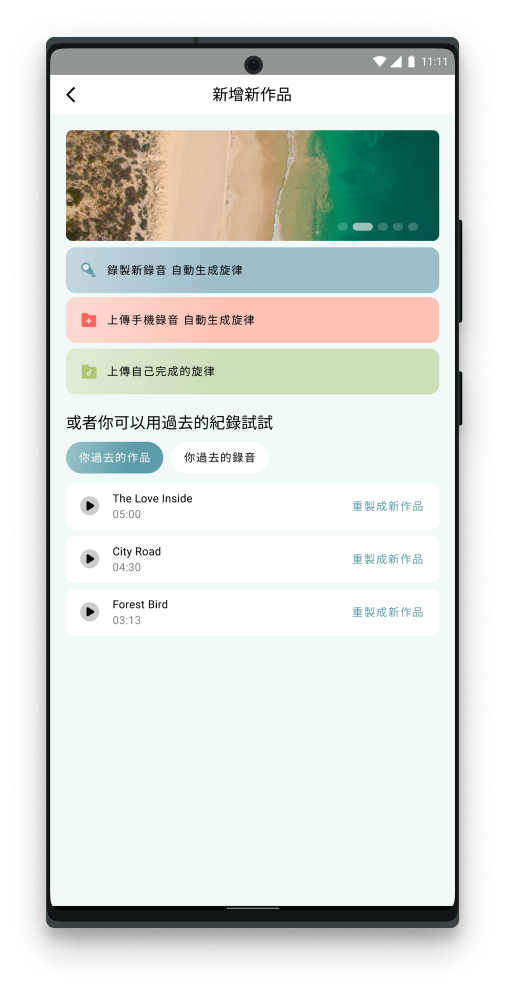 11:11
新增新作品
錄製新錄音 自動生成旋律
上傳手機錄音 自動生成旋律
上傳自己完成的旋律
或者你可以用過去的紀錄試試
你過去的作品
你過去的錄音
The Love Inside
05:00
重製成新作品
City Road
04:30
重製成新作品
Forest Bird
03:13
重製成新作品